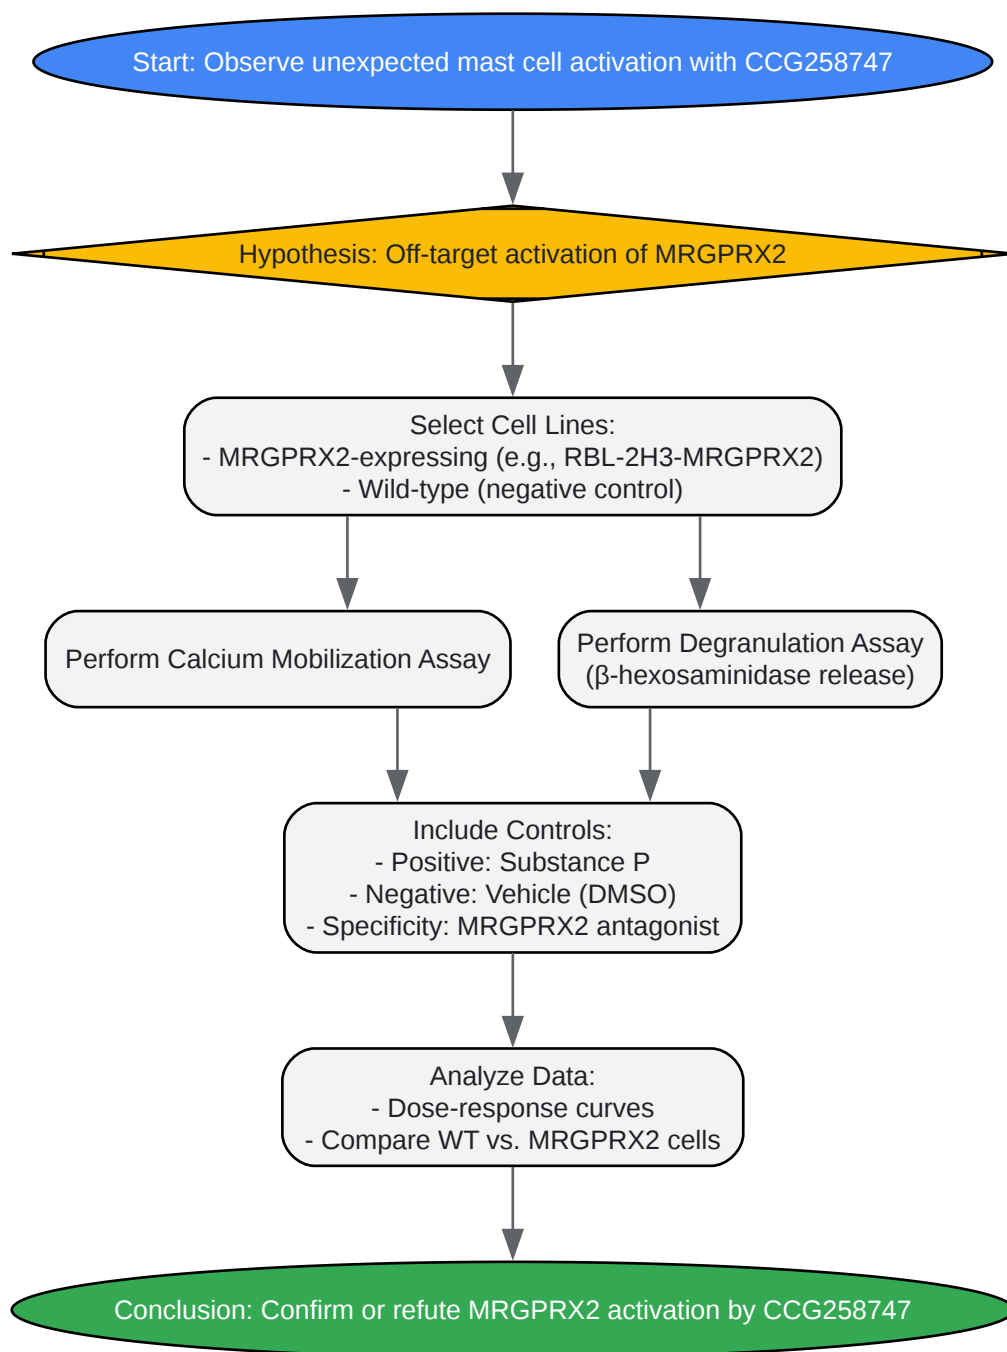 Start: Observe unexpected mast cell activation with CCG258747
Hypothesis: Off-target activation of MRGPRX2
Select Cell Lines:
- MRGPRX2-expressing (e.g., RBL-2H3-MRGPRX2)
- Wild-type (negative control)
Perform Calcium Mobilization Assay
Perform Degranulation Assay
(β-hexosaminidase release)
Include Controls:
- Positive: Substance P
- Negative: Vehicle (DMSO)
- Specificity: MRGPRX2 antagonist
Analyze Data:
- Dose-response curves
- Compare WT vs. MRGPRX2 cells
Conclusion: Confirm or refute MRGPRX2 activation by CCG258747